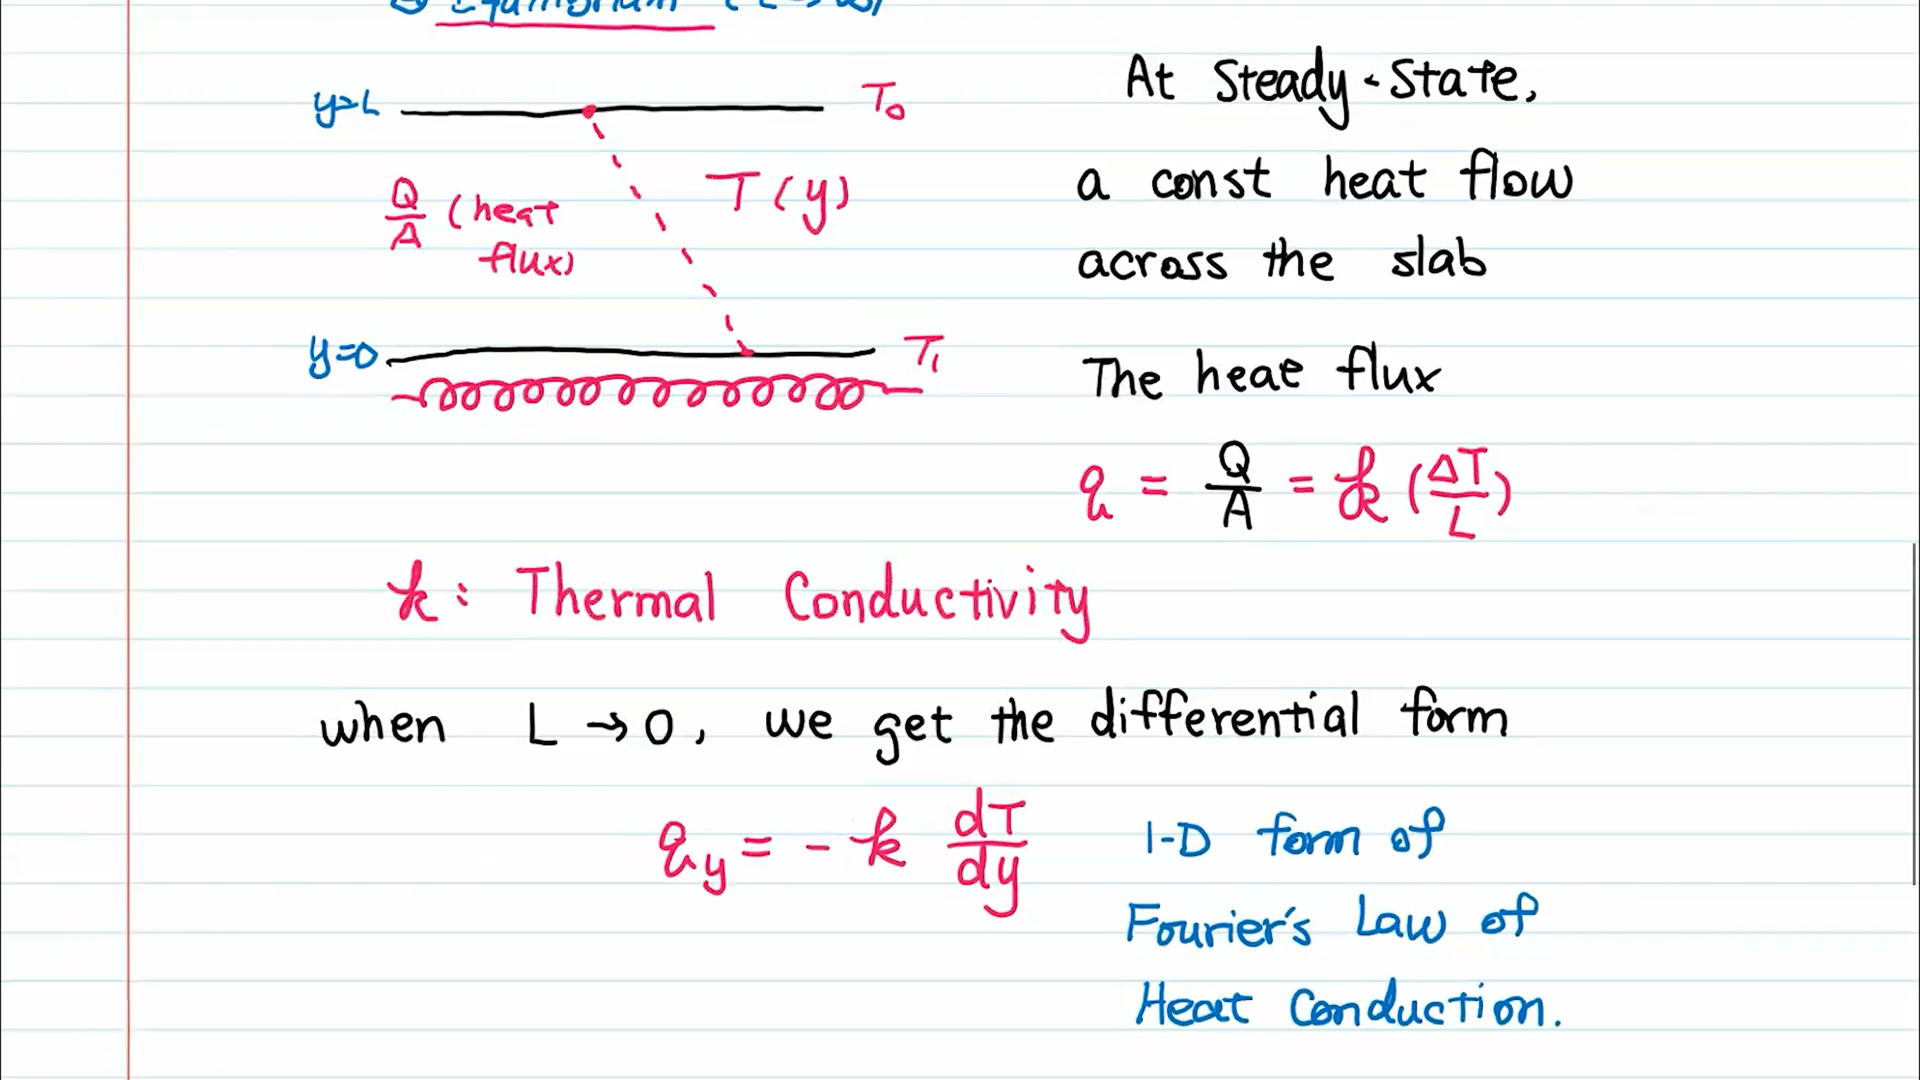 Equilibrium (t→∞)
y=L
T₀
Q/A (heat
flux)
T(y)
y=0
T₁
At Steady-State,
a const heat flow
across the slab
The heat flux
q = Q/A = k (ΔT/L)
k: Thermal Conductivity
when L → 0, we get the differential form
q_y = - k dT/dy
1-D form of
Fourier's Law of
Heat Conduction.